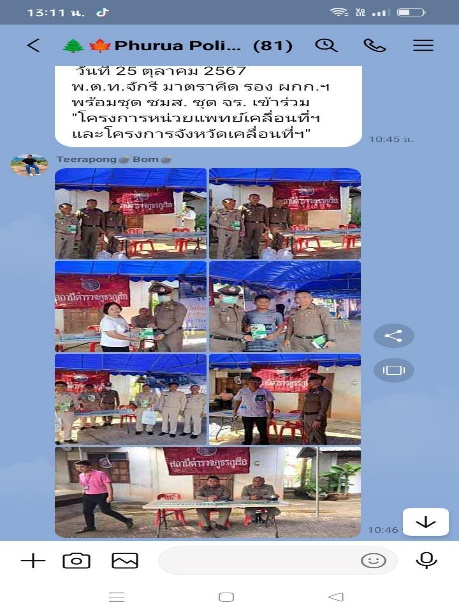 13:11 น.
Phurua Poli... (81)
วันที่ 25 ตุลาคม 2567
พ.ต.ท.จักรี มาตราคิด รอง ผกก.ฯ
พร้อมชุด ชมส. ชุด จร. เข้าร่วม
"โครงการหน่วยแพทย์เคลื่อนที่ฯ
และโครงการจังหวัดเคลื่อนที่ฯ"
10:45 น.
Teerapong Bom
สถานีตำรวจภูธรภูเรือ
10:46